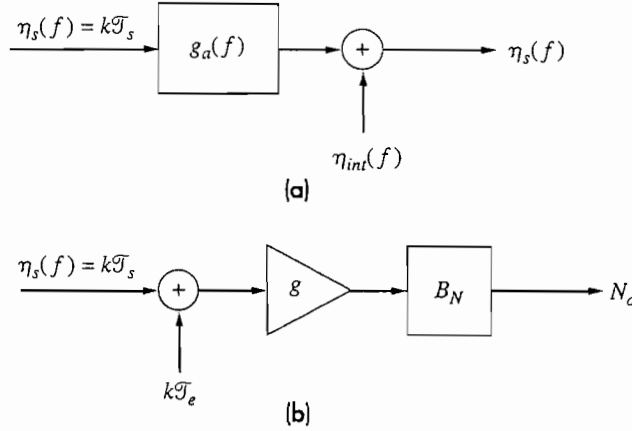 η_s(f) = k𝒯_s
g_a(f)
+
η_s(f)
η_int(f)
(a)
η_s(f) = k𝒯_s
+
g
B_N
N_o
k𝒯_e
(b)